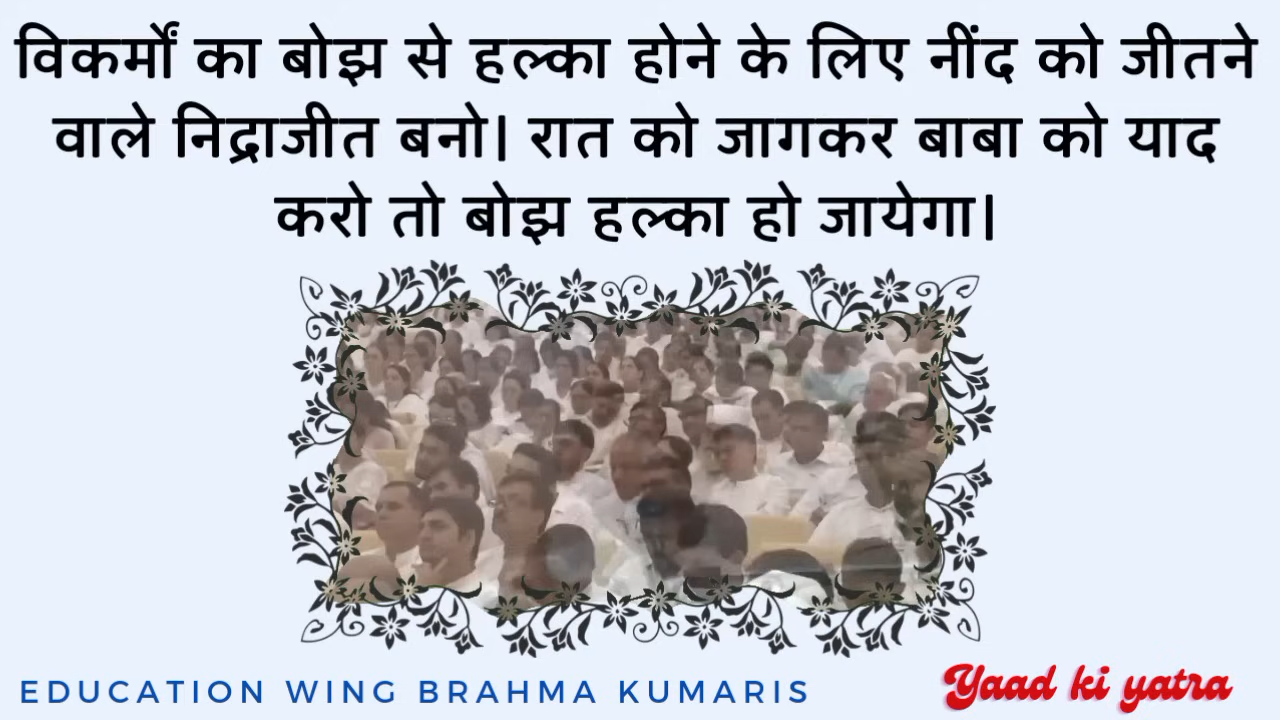 विकर्मों का बोझ से हल्का होने के लिए नींद को जीतने
वाले निद्राजीत बनो। रात को जागकर बाबा को याद
करो तो बोझ हल्का हो जायेगा।
EDUCATION WING BRAHMA KUMARIS
Yaad ki yatra